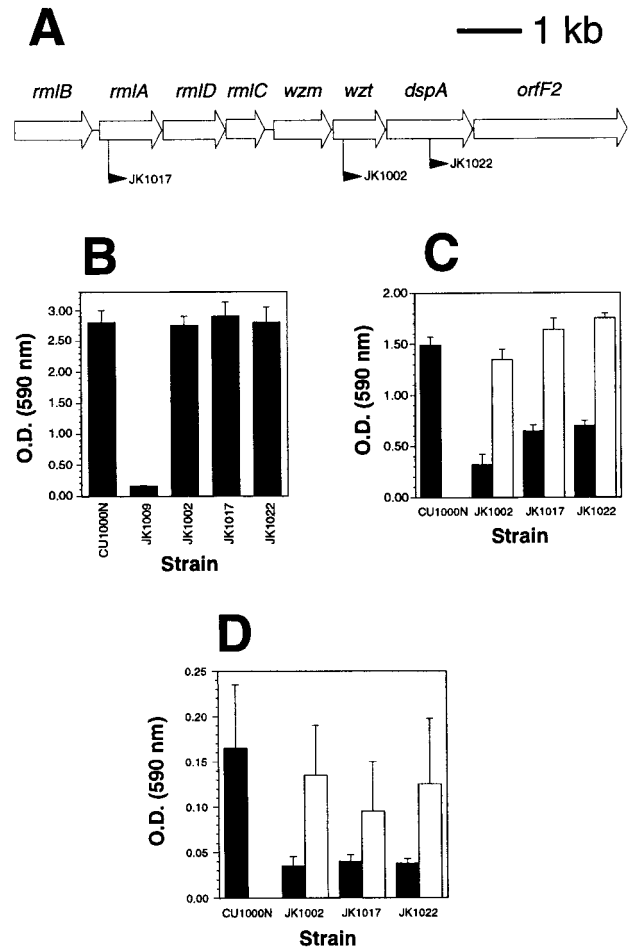 A
1 kb
rmlB rmlA rmlD rmlC wzm wzt dspA orfF2
JK1017
JK1002
JK1022
B
O.D. (590 nm)
3.00
2.50
2.00
1.50
1.00
0.50
0.00
CU1000N
JK1009
JK1002
JK1017
JK1022
Strain
C
O.D. (590 nm)
2.00
1.50
1.00
0.50
0.00
CU1000N JK1002 JK1017 JK1022
Strain
D
O.D. (590 nm)
0.25
0.20
0.15
0.10
0.05
0.00
CU1000N JK1002 JK1017 JK1022
Strain